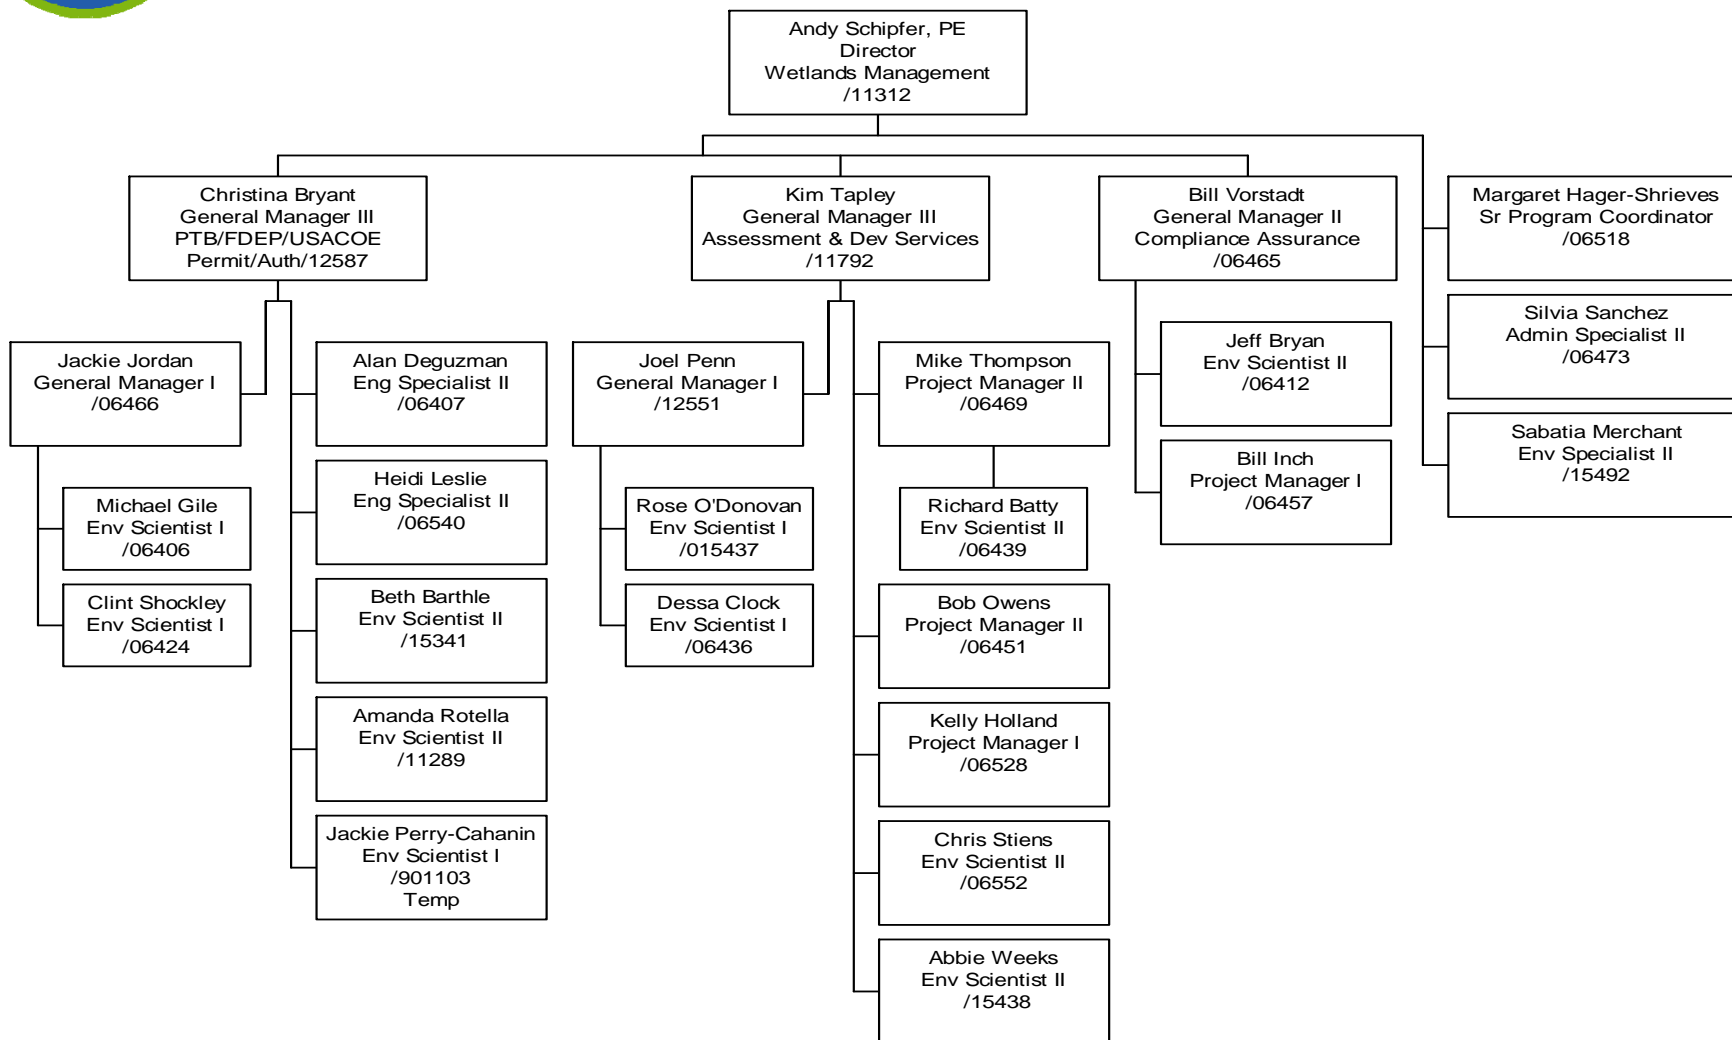 Andy Schipfer, PE
Director
Wetlands Management
/11312
Christina Bryant
General Manager III
PTB/FDEP/USACOE
Permit/Auth/12587
Kim Tapley
General Manager III
Assessment & Dev Services
/11792
Bill Vorstadt
General Manager II
Compliance Assurance
/06465
Margaret Hager-Shrieves
Sr Program Coordinator
/06518
Silvia Sanchez
Admin Specialist II
/06473
Sabatia Merchant
Env Specialist II
/15492
Jackie Jordan
General Manager I
/06466
Michael Gile
Env Scientist I
/06406
Clint Shockley
Env Scientist I
/06424
Alan Deguzman
Eng Specialist II
/06407
Heidi Leslie
Eng Specialist II
/06540
Beth Barthle
Env Scientist II
/15341
Amanda Rotella
Env Scientist II
/11289
Jackie Perry-Cahanin
Env Scientist I
/901103
Temp
Joel Penn
General Manager I
/12551
Rose O'Donovan
Env Scientist I
/015437
Dessa Clock
Env Scientist I
/06436
Mike Thompson
Project Manager II
/06469
Richard Batty
Env Scientist II
/06439
Bob Owens
Project Manager II
/06451
Kelly Holland
Project Manager I
/06528
Chris Stiens
Env Scientist II
/06552
Abbie Weeks
Env Scientist II
/15438
Jeff Bryan
Env Scientist II
/06412
Bill Inch
Project Manager I
/06457